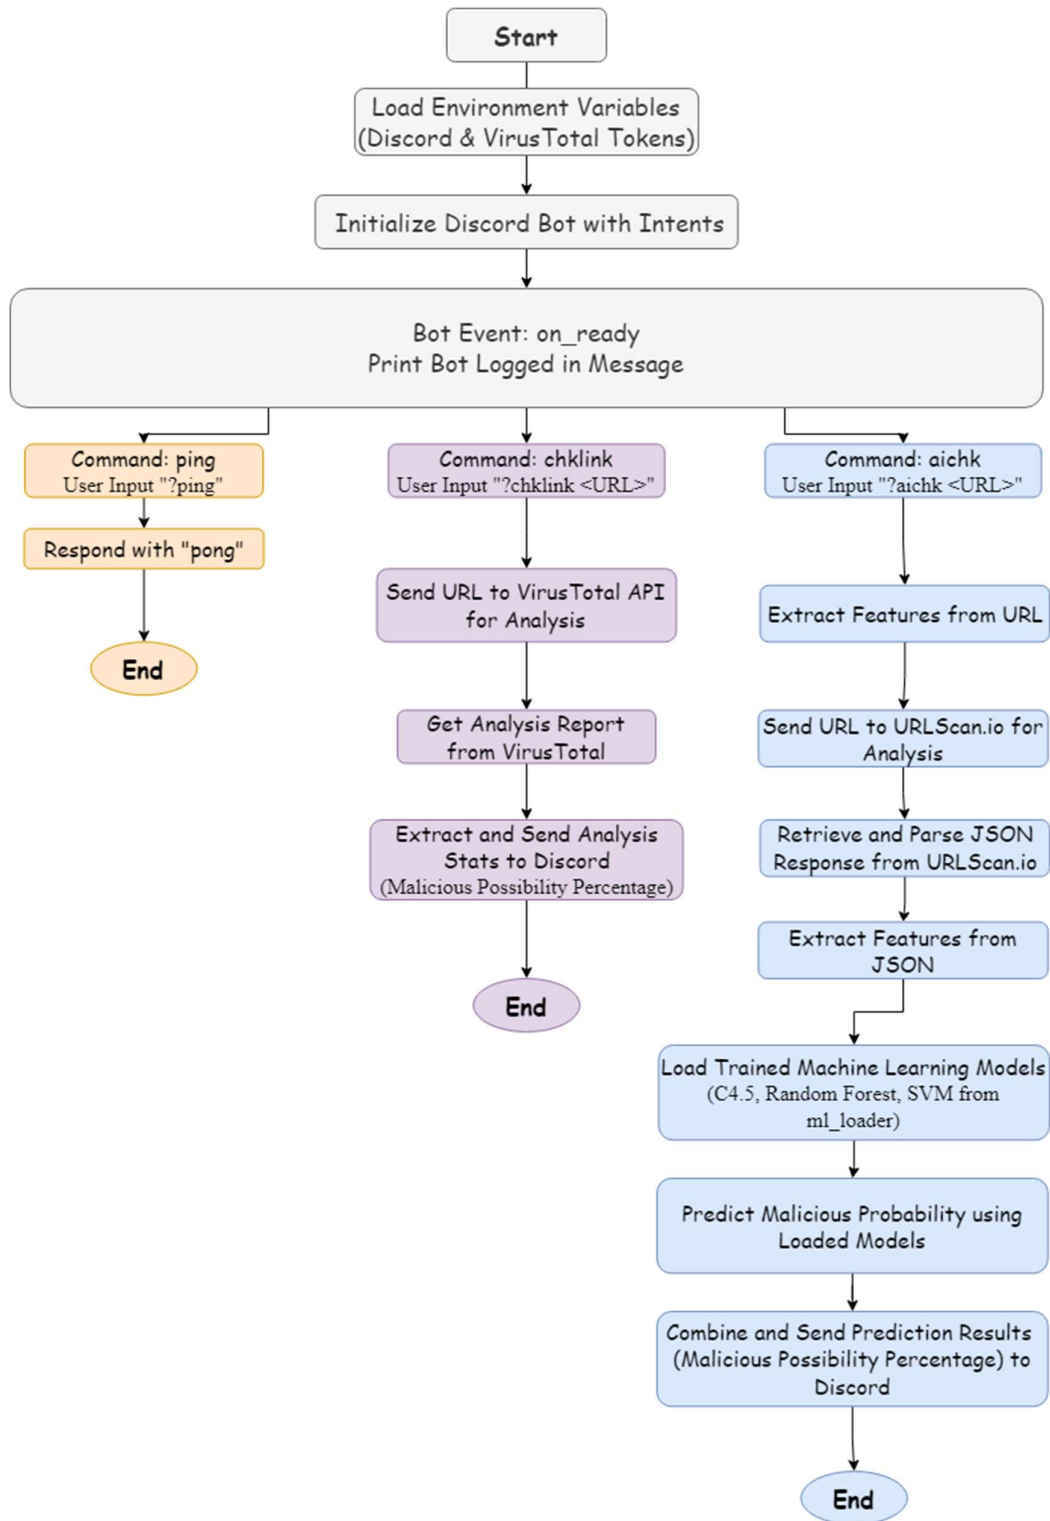 Start
Load Environment Variables
(Discord & VirusTotal Tokens)
Initialize Discord Bot with Intents
Bot Event: on_ready
Print Bot Logged in Message
Command: ping
User Input "?ping"
Respond with "pong"
End
Command: chklink
User Input "?chklink <URL>"
Send URL to VirusTotal API
for Analysis
Get Analysis Report
from VirusTotal
Extract and Send Analysis
Stats to Discord
(Malicious Possibility Percentage)
End
Command: aichk
User Input "?aichk <URL>"
Extract Features from URL
Send URL to URLScan.io for
Analysis
Retrieve and Parse JSON
Response from URLScan.io
Extract Features from
JSON
Load Trained Machine Learning Models
(C4.5, Random Forest, SVM from
ml_loader)
Predict Malicious Probability using
Loaded Models
Combine and Send Prediction Results
(Malicious Possibility Percentage) to
Discord
End